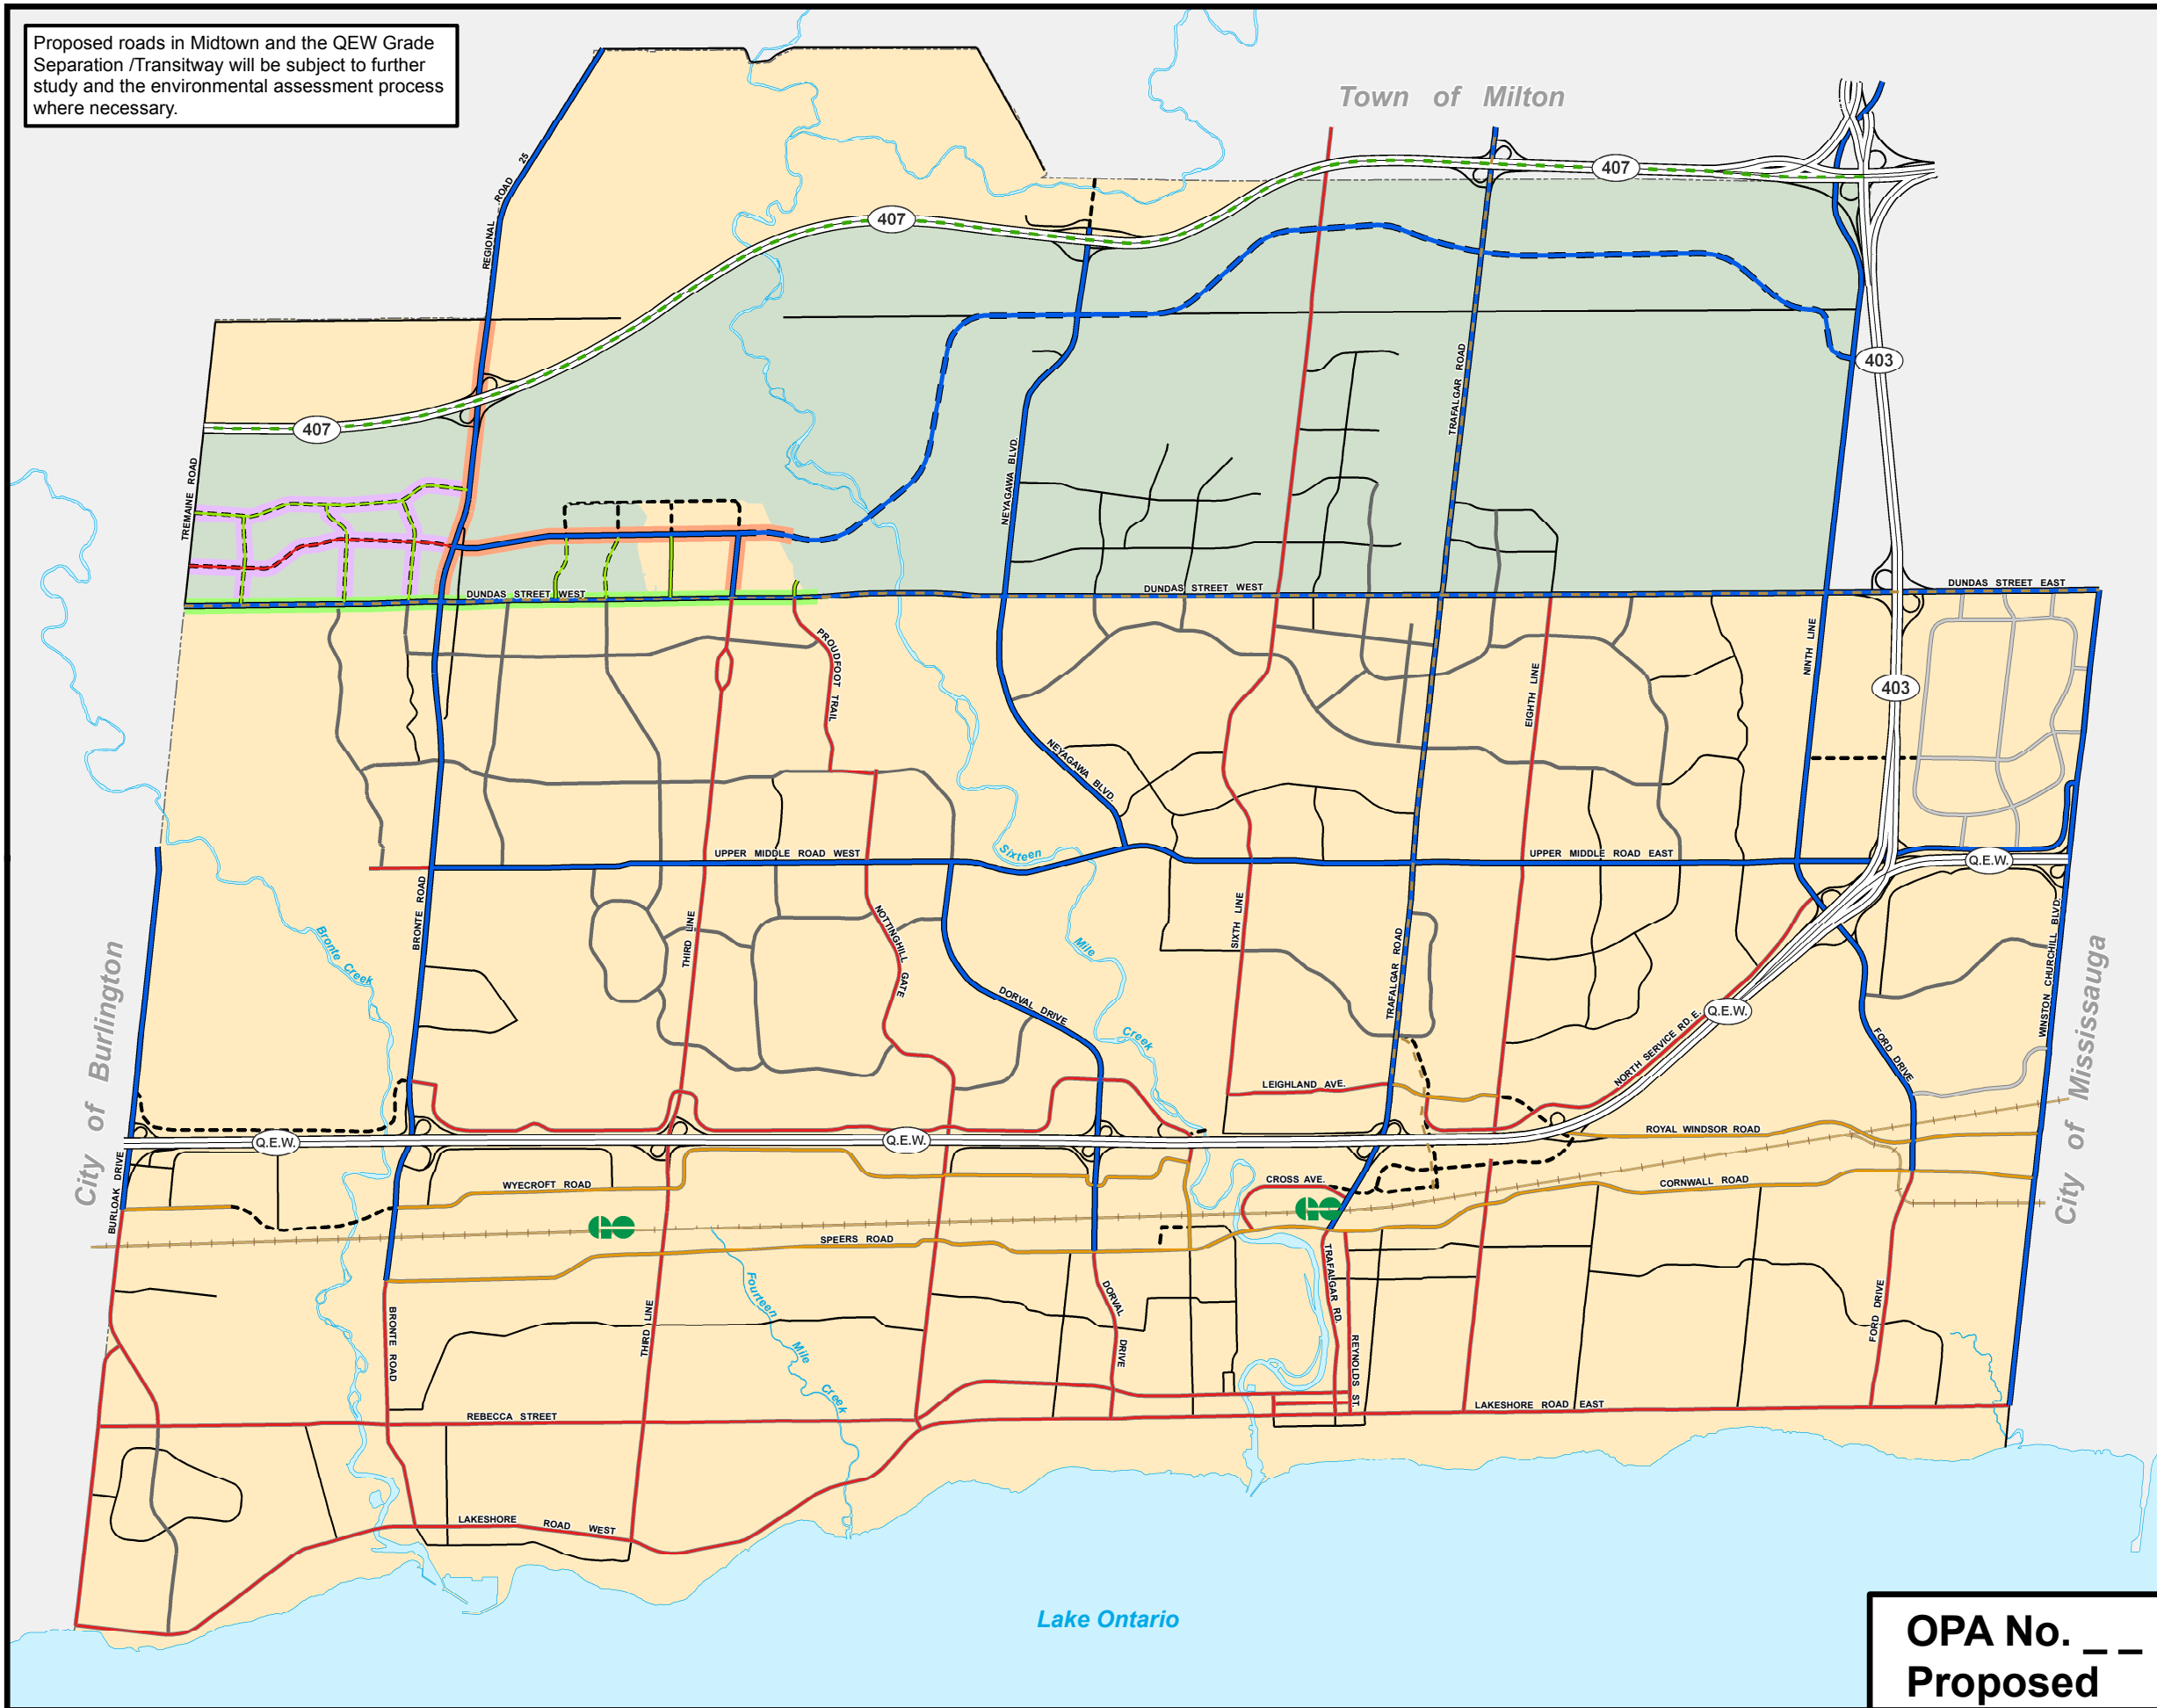 Proposed roads in Midtown and the QEW Grade
Separation /Transitway will be subject to further
study and the environmental assessment process
where necessary.
Town of Milton
REGIONAL ROAD 25
407
407
407
403
TREMAINE ROAD
NEYAGAWA BLVD.
TRAFALGAR ROAD
DUNDAS STREET WEST
DUNDAS STREET WEST
DUNDAS STREET EAST
PROUDFOOT TRAIL
EIGHTH LINE
NINTH LINE
403
NEYAGAWA BLVD.
UPPER MIDDLE ROAD WEST
Sixteen
UPPER MIDDLE ROAD EAST
Q.E.W.
BRONTE ROAD
THIRD LINE
NOTTINGHILL GATE
Mile
SIXTH LINE
TRAFALGAR ROAD
WINSTON CHURCHILL BLVD.
City of Burlington
Bronte Creek
DORVAL DRIVE
Creek
Q.E.W.
NORTH SERVICE RD. E.
FORD DRIVE
City of Mississauga
LEIGHLAND AVE.
Q.E.W.
Q.E.W.
ROYAL WINDSOR ROAD
BURLOAK DRIVE
WYECROFT ROAD
CROSS AVE.
CORNWALL ROAD
GO
GO
SPEERS ROAD
BRONTE ROAD
THIRD LINE
Fourteen
Mile
Creek
DORVAL DRIVE
TRAFALGAR RD.
REYNOLDS ST.
FORD DRIVE
REBECCA STREET
LAKESHORE ROAD EAST
LAKESHORE ROAD WEST
Lake Ontario
OPA No. _ _
Proposed